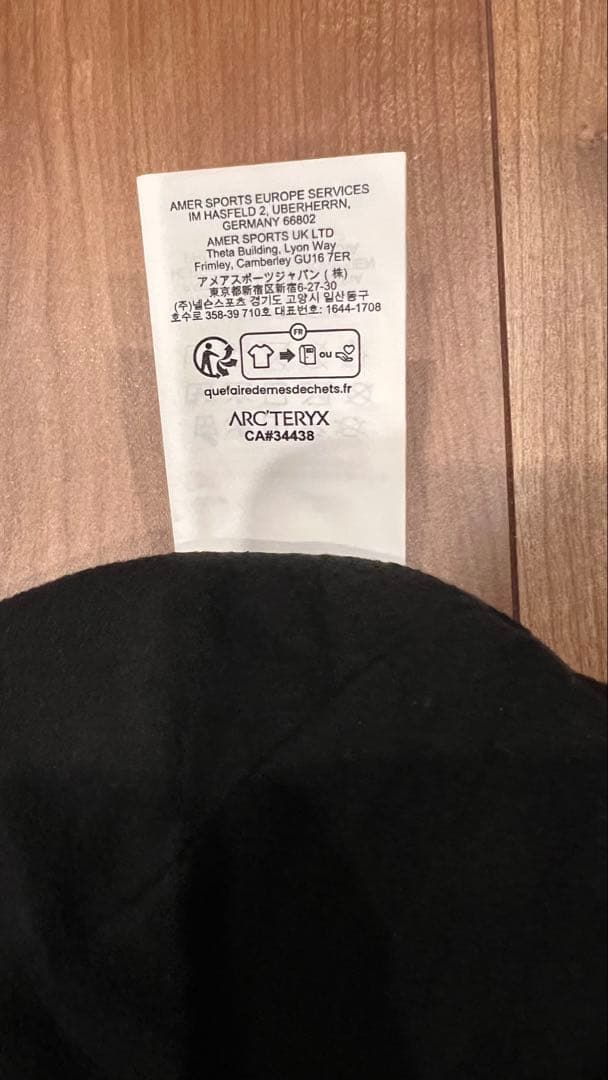 AMER SPORTS EUROPE SERVICES
IM HASFELD 2, UBERHERRN,
GERMANY 66802
AMER SPORTS UK LTD
Theta Building, Lyon Way
Frimley, Camberley GU16 7ER
アメアスポーツジャパン (株)
東京都新宿区新宿6-27-30
(주)넬슨스포츠 경기도 고양시 일산동구
호수로 358-39 710호 대표번호: 1644-1708
FR
ou
quefairedemesdechets.fr
ARC'TERYX
CA#34438